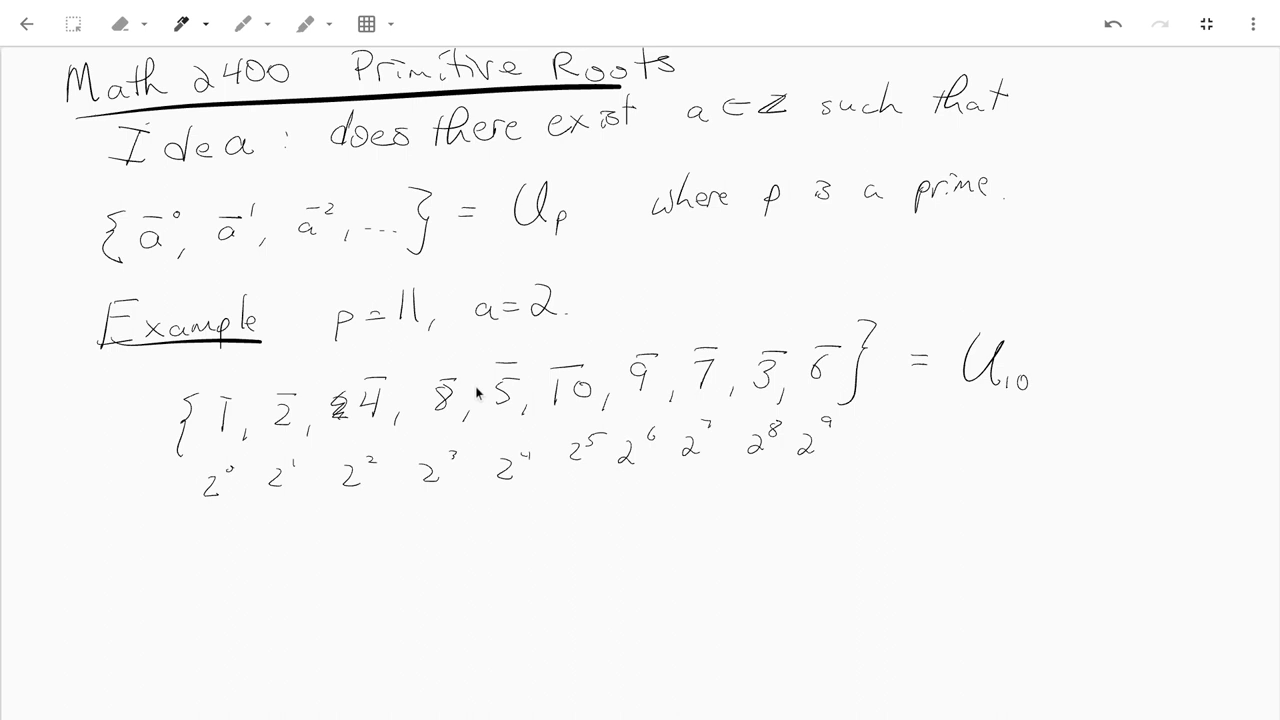 Math 2400 Primitive Roots
Idea : does there exist a ∈ ℤ such that
{ā⁰, ā¹, ā², ...} = Uₚ where p is a prime.
Example p = 11, a = 2.
{1̄, 2̄, 4̄, 8̄, 5̄, 1̄0̄, 9̄, 7̄, 3̄, 6̄} = U₁₀
2⁰ 2¹ 2² 2³ 2⁴ 2⁵ 2⁶ 2⁷ 2⁸ 2⁹